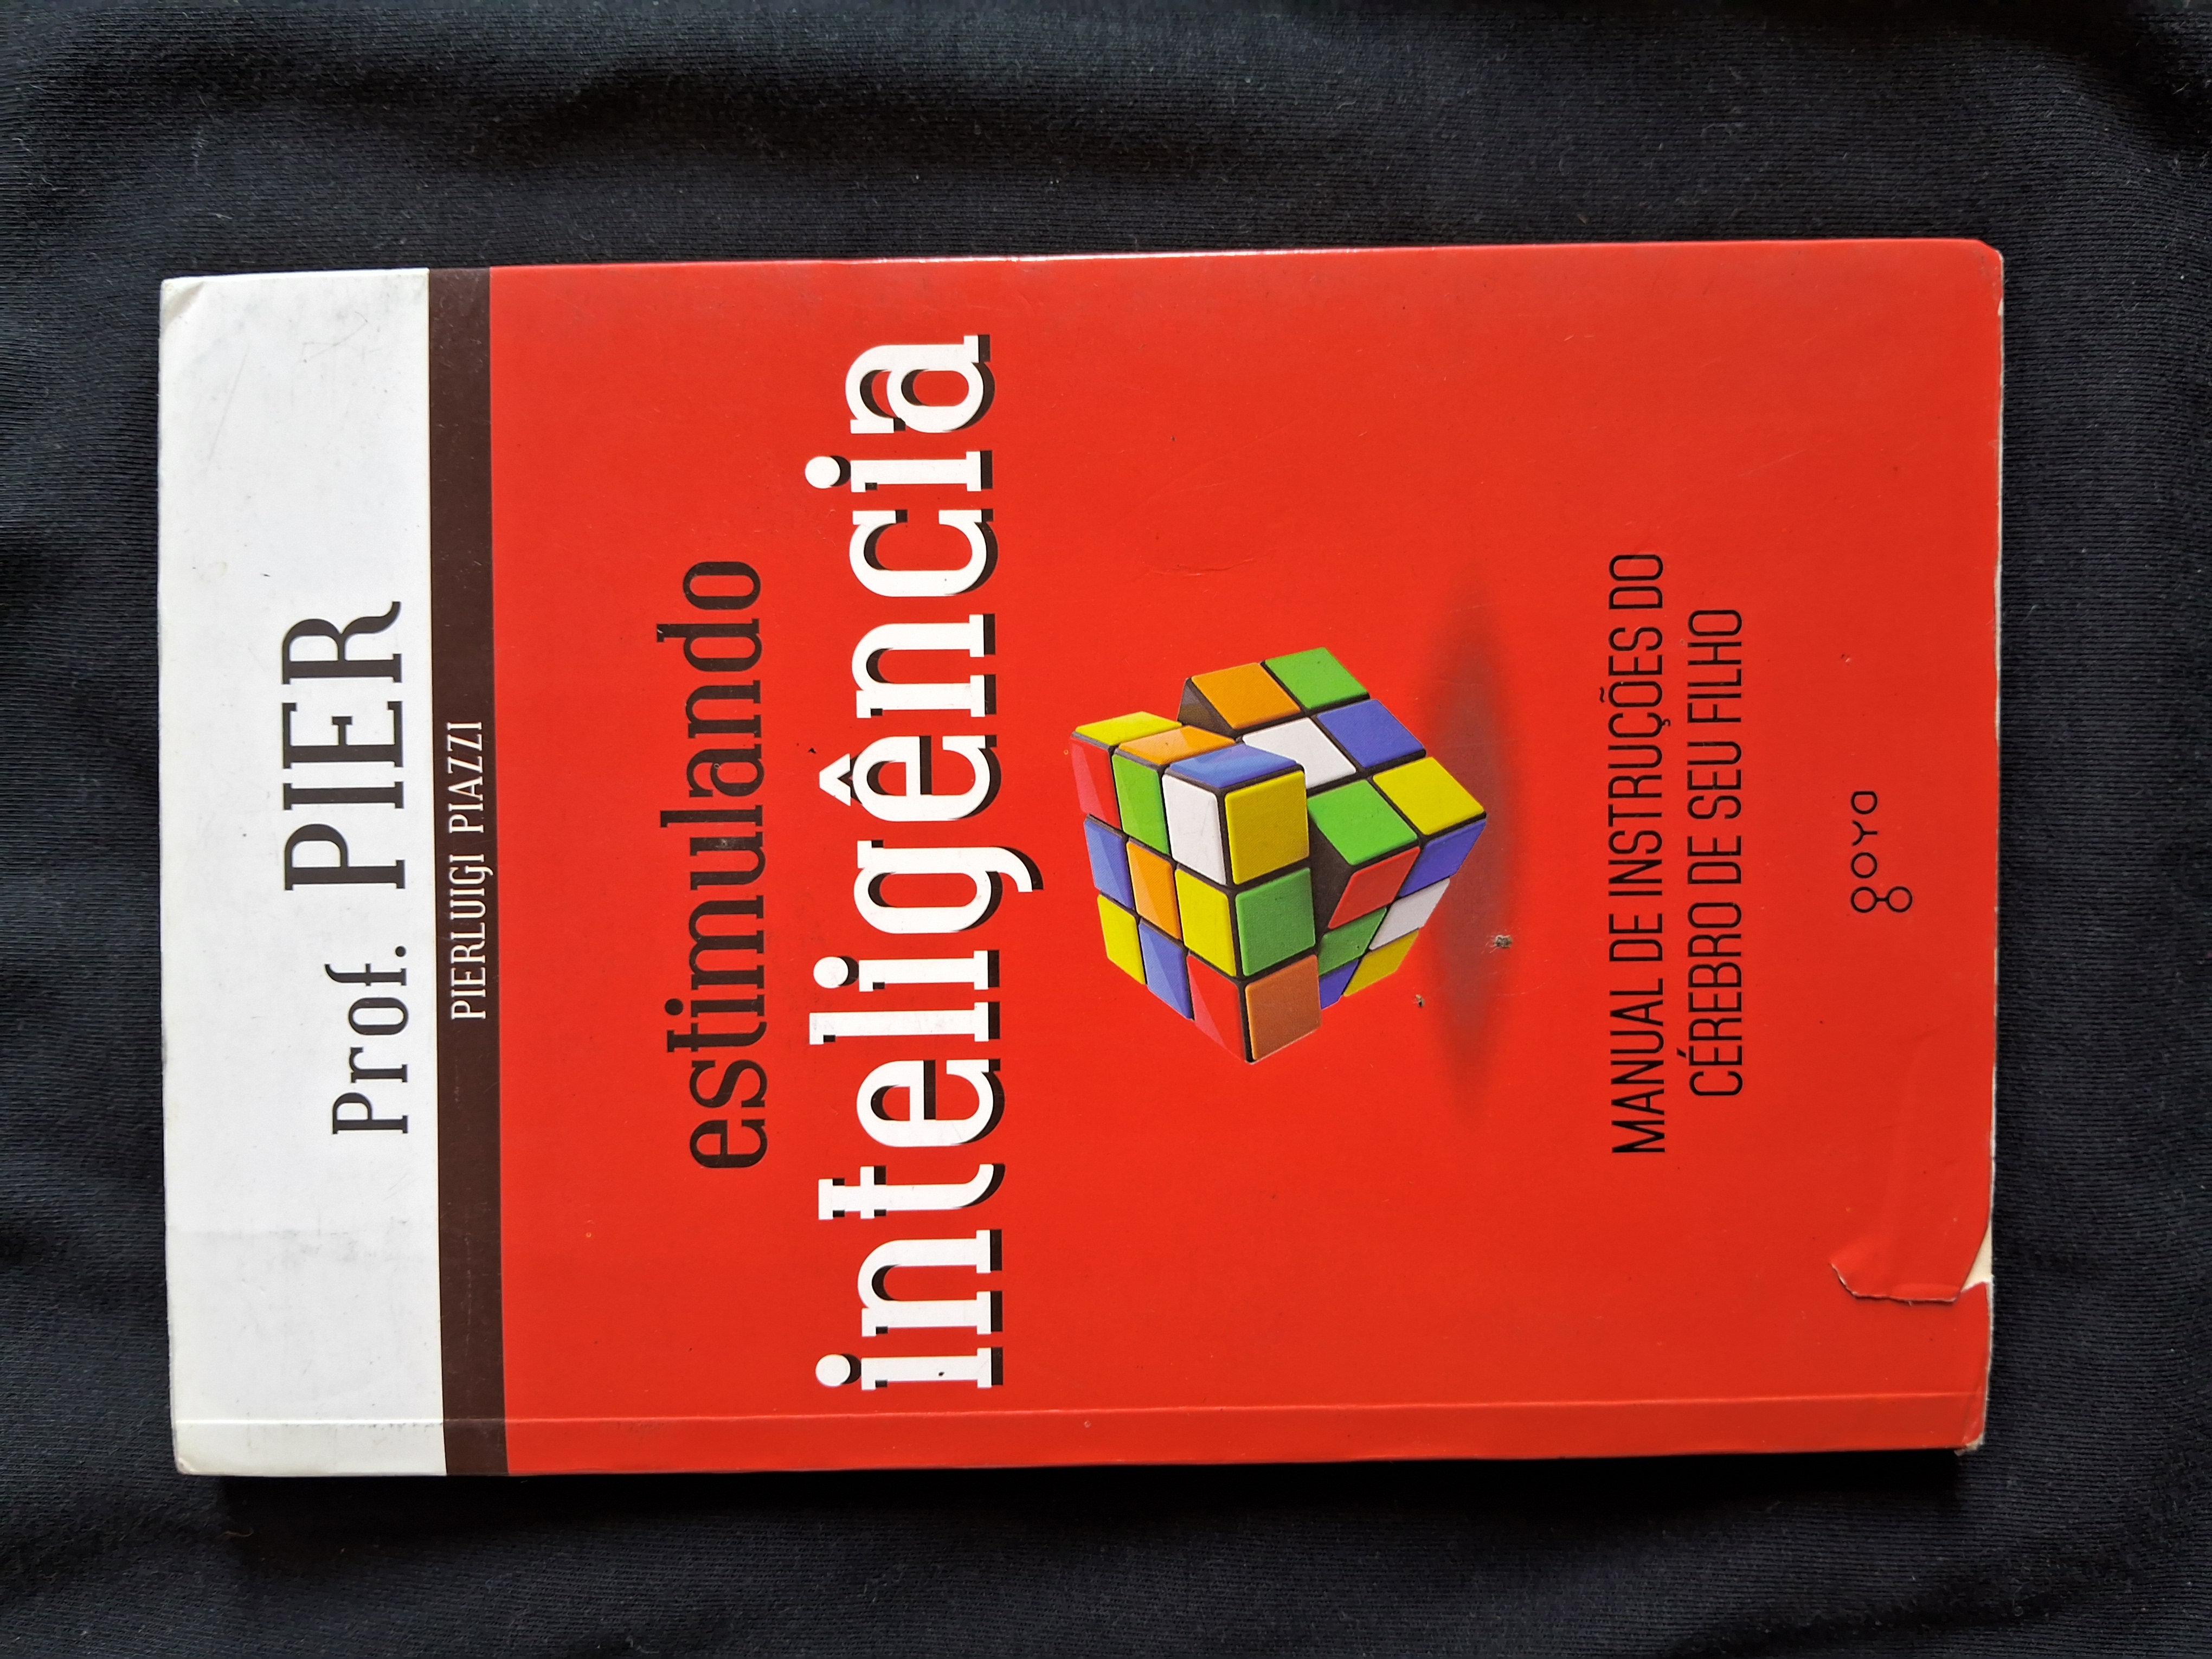 Prof. PIER
PIERLUIGI PIAZZI
estimulando
inteligência
MANUAL DE INSTRUÇÕES DO
CÉREBRO DE SEU FILHO
goya